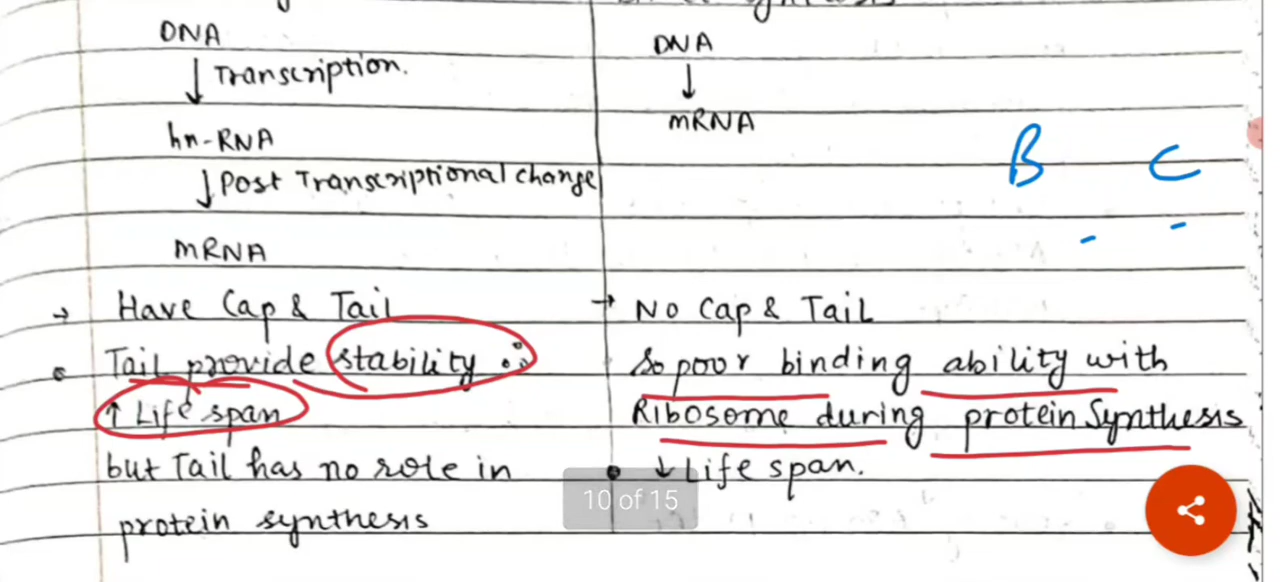 DNA
Transcription.
hn-RNA
Post Transcriptional change
mRNA
→ Have Cap & Tail
• Tail provide stability ∴
↑ Life span
but Tail has no role in
protein synthesis
DNA
mRNA
→ No Cap & Tail
So poor binding ability with
Ribosome during protein Synthesis
• ↓ Life span.
B C
10 of 15